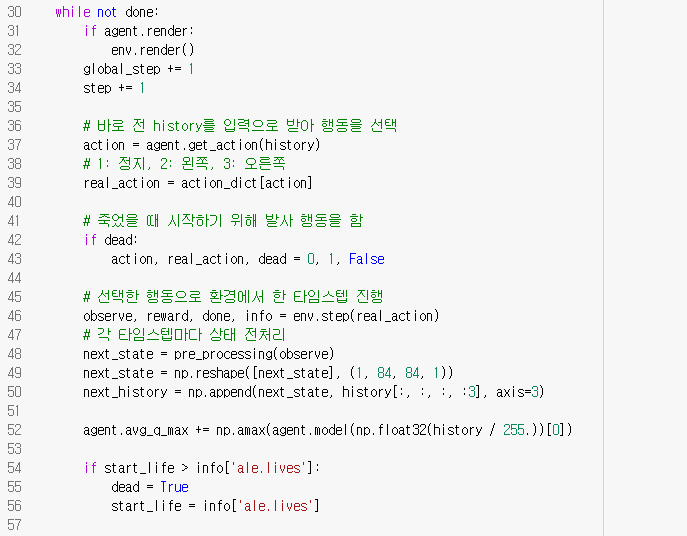 30 while not done:
31 if agent.render:
32 env.render()
33 global_step += 1
34 step += 1
35
36 # 바로 전 history를 입력으로 받아 행동을 선택
37 action = agent.get_action(history)
38 # 1: 정지, 2: 왼쪽, 3: 오른쪽
39 real_action = action_dict[action]
40
41 # 죽었을 때 시작하기 위해 발사 행동을 함
42 if dead:
43 action, real_action, dead = 0, 1, False
44
45 # 선택한 행동으로 환경에서 한 타임스텝 진행
46 observe, reward, done, info = env.step(real_action)
47 # 각 타임스텝마다 상태 전처리
48 next_state = pre_processing(observe)
49 next_state = np.reshape([next_state], (1, 84, 84, 1))
50 next_history = np.append(next_state, history[:, :, :, :3], axis=3)
51
52 agent.avg_q_max += np.amax(agent.model(np.float32(history / 255.))[0])
53
54 if start_life > info['ale.lives']:
55 dead = True
56 start_life = info['ale.lives']
57